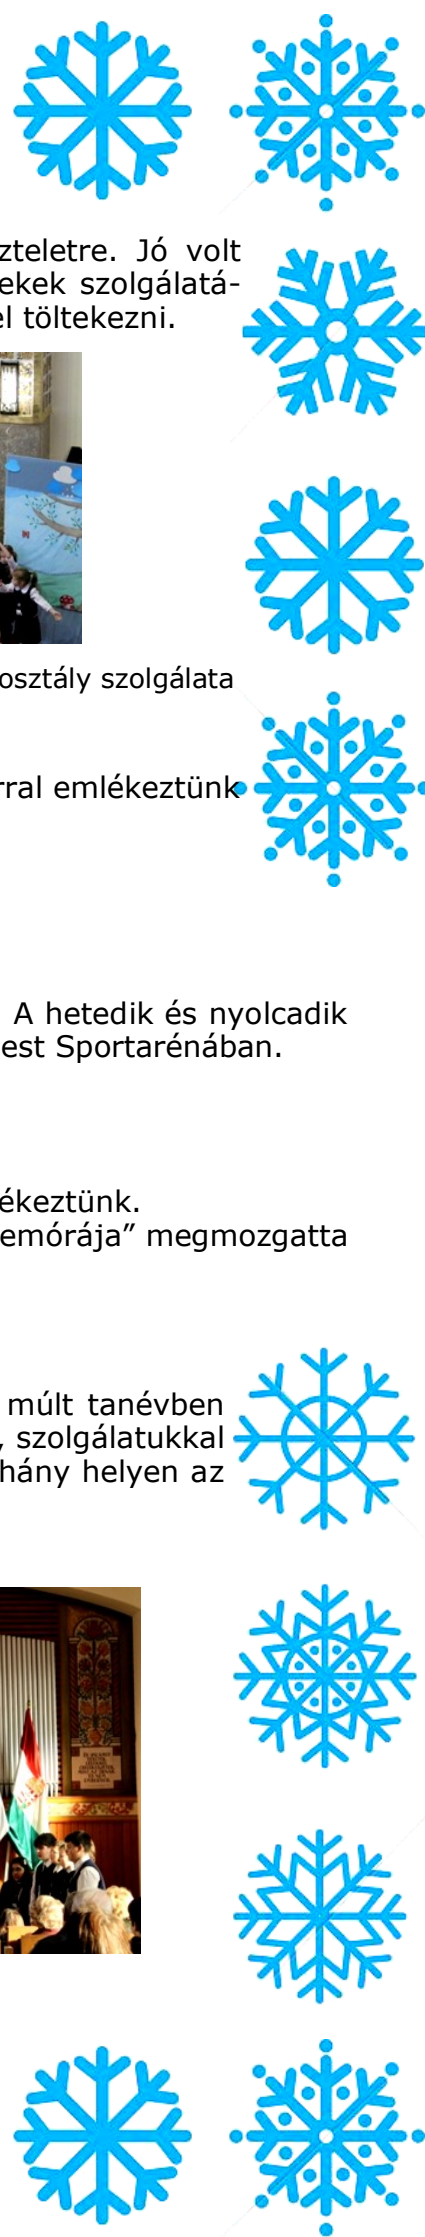 zteletre. Jó volt
ekek szolgálatá-
el töltekezni.
osztály szolgálata
rral emlékeztünk
A hetedik és nyolcadik
est Sportarénában.
ékeztünk.
emórája” megmozgatta
múlt tanévben
, szolgálatukkal
hány helyen az